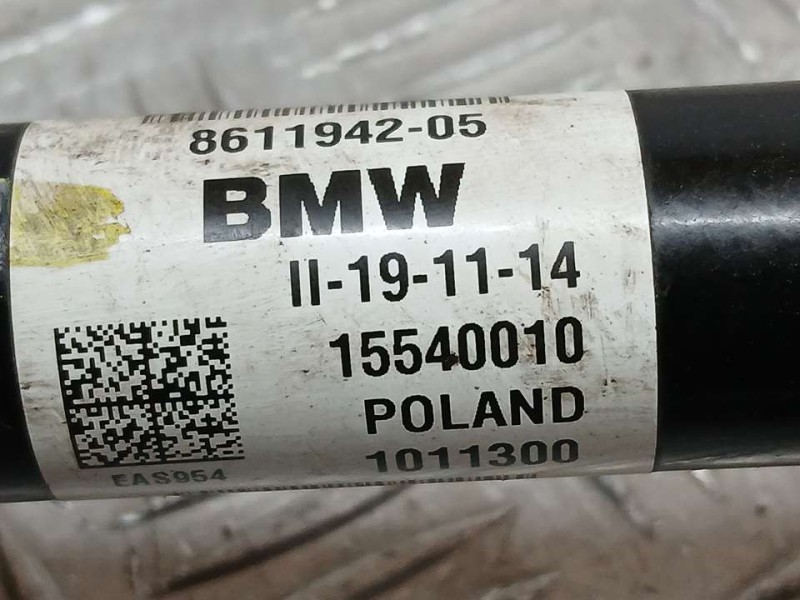 8611942-05
BMW
II-19-11-14
15540010
POLAND
1011300
EAS954